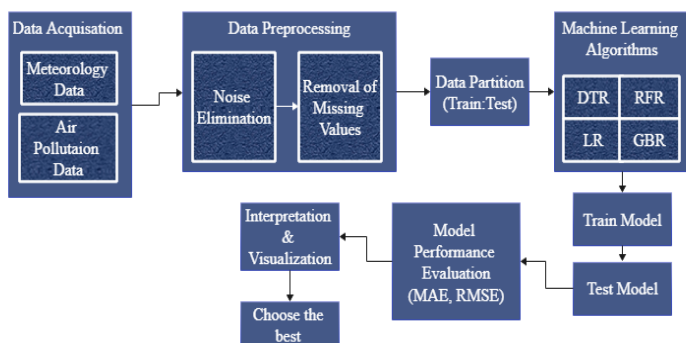 Data Acquisation
Meteorology
Data
Air
Pollutaion
Data
Data Preprocessing
Noise
Elimination
Removal of
Missing
Values
Data Partition
(Train:Test)
Machine Learning
Algorithms
DTR
RFR
LR
GBR
Train Model
Test Model
Model
Performance
Evaluation
(MAE, RMSE)
Interpretation
&
Visualization
Choose the
best